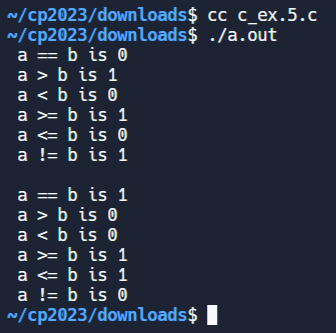 ~/cp2023/downloads$ cc c_ex.5.c
~/cp2023/downloads$ ./a.out
a == b is 0
a > b is 1
a < b is 0
a >= b is 1
a <= b is 0
a != b is 1

a == b is 1
a > b is 0
a < b is 0
a >= b is 1
a <= b is 1
a != b is 0
~/cp2023/downloads$